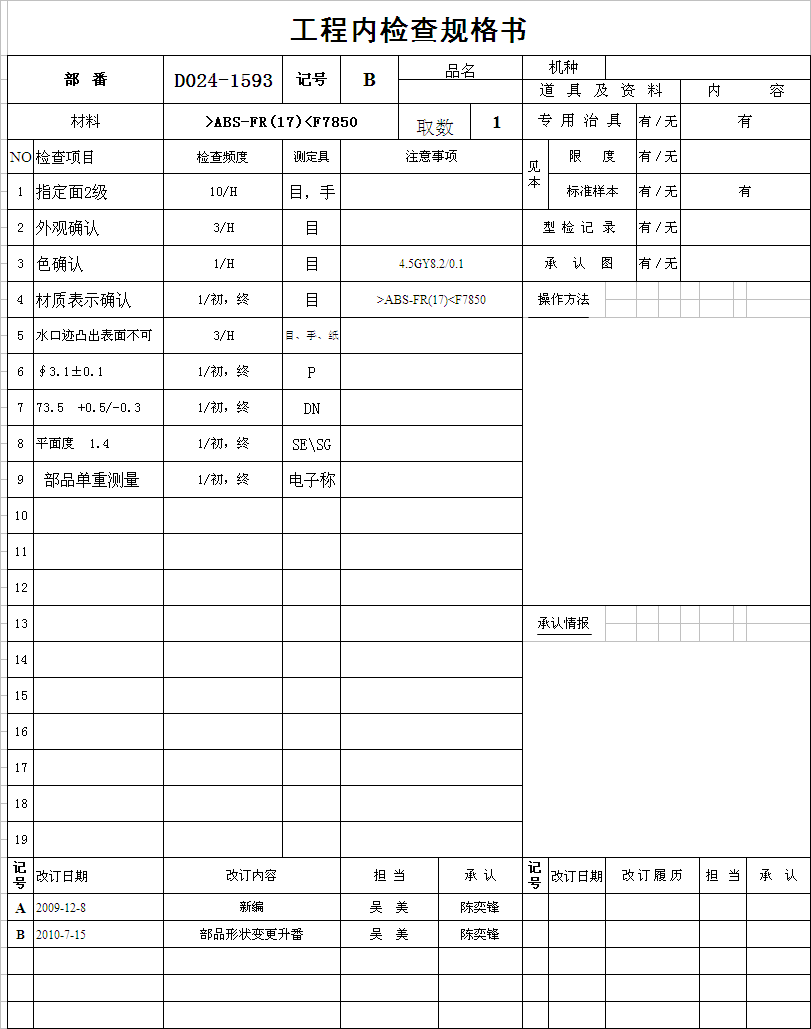 工程内检查规格书
部 番 D024-1593 记号 B 品名 机种
道 具 及 资 料 内 容
材料 >ABS-FR(17)<F7850 取数 1 专 用 治 具 有/无 有
NO 检查项目 检查频度 测定具 注意事项 见本 限 度 有/无
1 指定面2级 10/H 目，手 标准样本 有/无 有
2 外观确认 3/H 目 型 检 记 录 有/无
3 色确认 1/H 目 4.5GY8.2/0.1 承 认 图 有/无
4 材质表示确认 1/初，终 目 >ABS-FR(17)<F7850 操作方法
5 水口迹凸出表面不可 3/H 目、手、纸
6 ∮3.1±0.1 1/初，终 P
7 73.5 +0.5/-0.3 1/初，终 DN
8 平面度 1.4 1/初，终 SE\SG
9 部品单重测量 1/初，终 电子称
10
11
12
13 承认情报
14
15
16
17
18
19
记号 改订日期 改订内容 担 当 承 认 记号 改订日期 改订履历 担 当 承 认
A 2009-12-8 新编 吴 美 陈奕锋
B 2010-7-15 部品形状变更升番 吴 美 陈奕锋